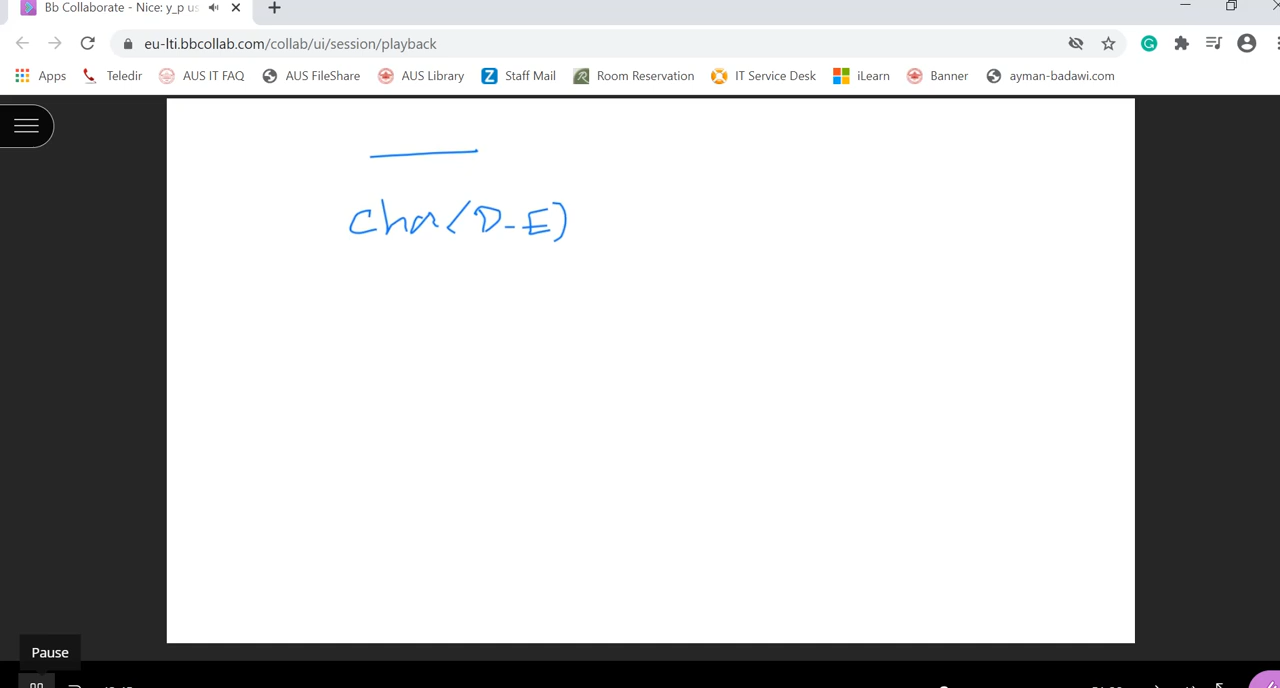 Bb Collaborate - Nice: y_p us
eu-lti.bbcollab.com/collab/ui/session/playback
Apps Teledir AUS IT FAQ AUS FileShare AUS Library Staff Mail Room Reservation IT Service Desk iLearn Banner ayman-badawi.com
Char(D-E)
Pause